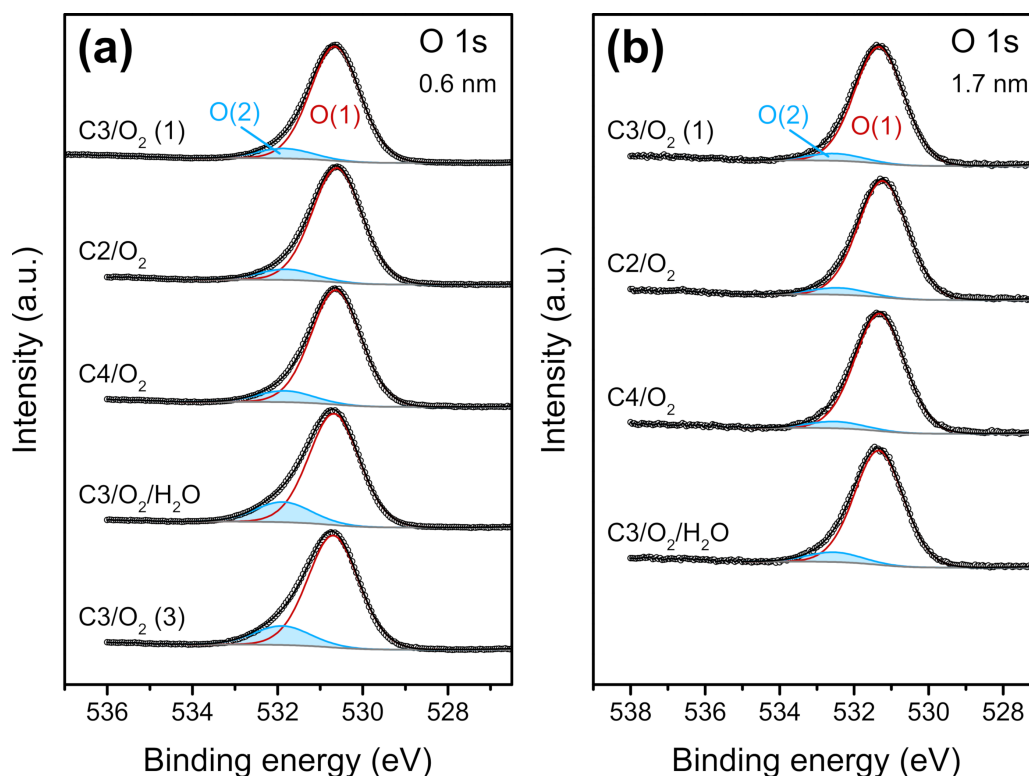 (a)
O 1s
0.6 nm
O(2)
O(1)
C3/O₂ (1)
C2/O₂
C4/O₂
C3/O₂/H₂O
C3/O₂ (3)
Intensity (a.u.)
536 534 532 530 528
Binding energy (eV)
(b)
O 1s
1.7 nm
O(2)
O(1)
C3/O₂ (1)
C2/O₂
C4/O₂
C3/O₂/H₂O
Intensity (a.u.)
538 536 534 532 530 528
Binding energy (eV)